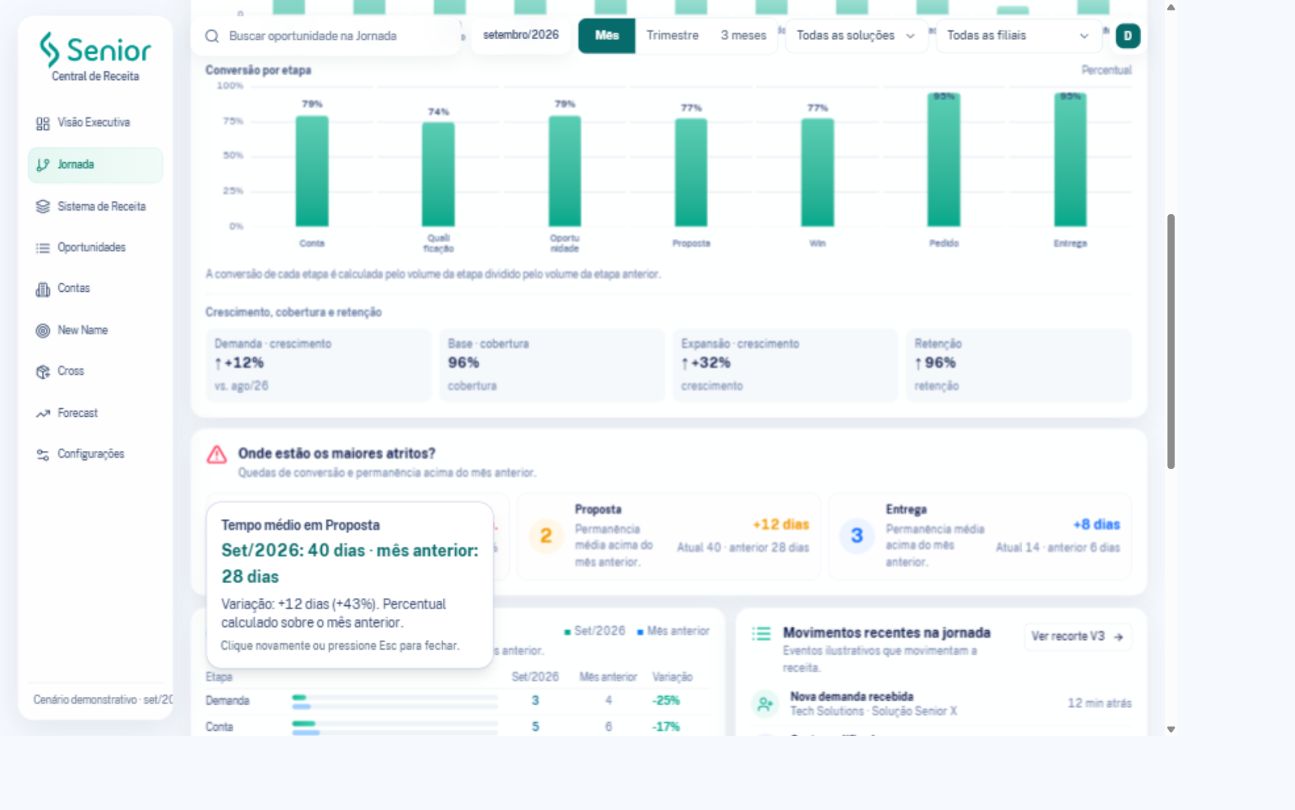 Senior
Central de Receita
Visão Executiva
Jornada
Sistema de Receita
Oportunidades
Contas
New Name
Cross
Forecast
Configurações
Cenário demonstrativo · set/20
0
Buscar oportunidade na Jornada
setembro/2026
Mês
Trimestre
3 meses
Todas as soluções
Todas as filiais
D
Conversão por etapa
Percentual
100%
75%
50%
25%
0%
79%
74%
79%
77%
77%
95%
95%
Conta
Quali
ficação
Oportu
nidade
Proposta
Win
Pedido
Entrega
A conversão de cada etapa é calculada pelo volume da etapa dividido pelo volume da etapa anterior.
Crescimento, cobertura e retenção
Demanda · crescimento
↑ +12%
vs. ago/26
Base · cobertura
96%
cobertura
Expansão · crescimento
↑ +32%
crescimento
Retenção
↑ 96%
retenção
Onde estão os maiores atritos?
Quedas de conversão e permanência acima do mês anterior.
Tempo médio em Proposta
Set/2026: 40 dias · mês anterior:
28 dias
Variação: +12 dias (+43%). Percentual
calculado sobre o mês anterior.
Clique novamente ou pressione Esc para fechar.
2
Proposta
Permanência
média acima do
mês anterior.
+12 dias
Atual 40 · anterior 28 dias
3
Entrega
Permanência média
acima do mês
anterior.
+8 dias
Atual 14 · anterior 6 dias
Set/2026
Mês anterior
s anterior.
Etapa
Set/2026
Mês anterior
Variação
Demanda
3
4
-25%
Conta
5
6
-17%
Movimentos recentes na jornada
Eventos ilustrativos que movimentam a
receita.
Ver recorte V3 →
Nova demanda recebida
Tech Solutions · Solução Senior X
12 min atrás